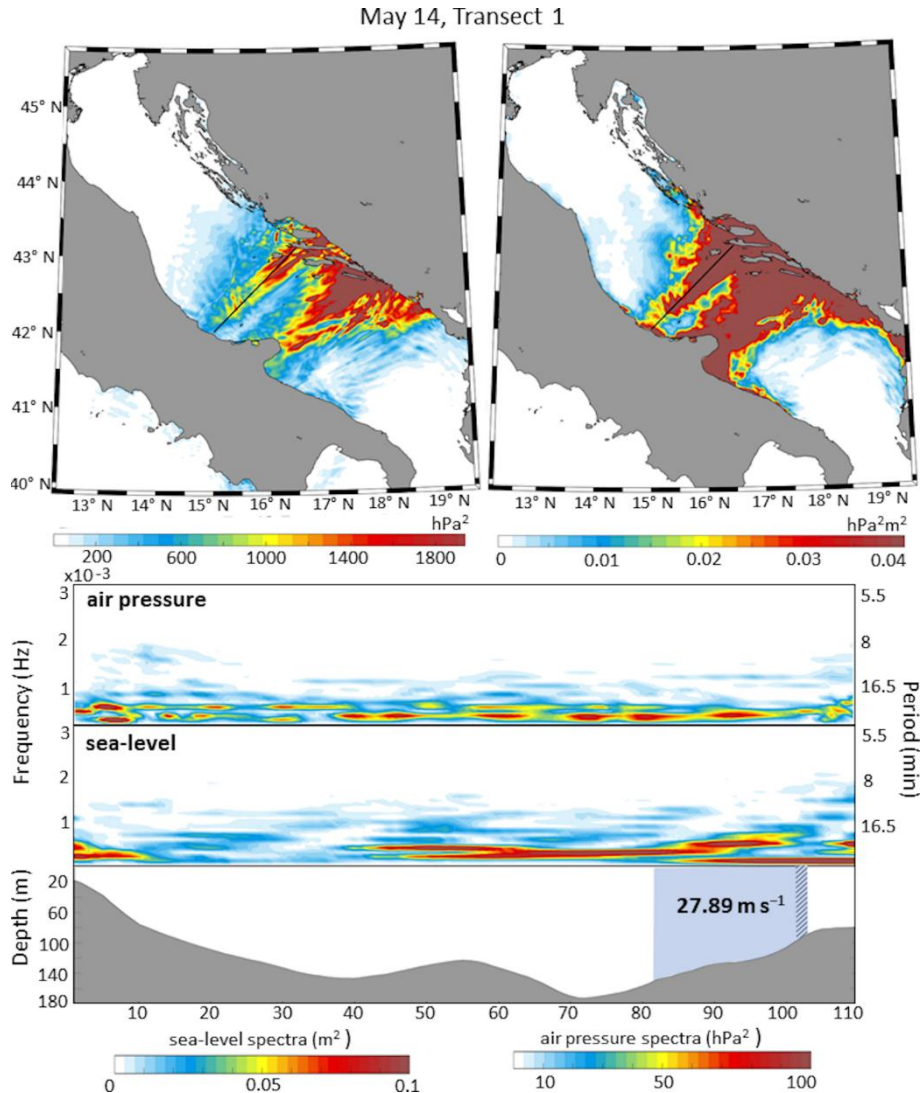 May 14, Transect 1
45° N
44° N
43° N
42° N
41° N
40° N
13° N 14° N 15° N 16° N 17° N 18° N 19° N
13° N 14° N 15° N 16° N 17° N 18° N 19° N
hPa² hPa²m²
200 600 1000 1400 1800
0 0.01 0.02 0.03 0.04
x10⁻³
3 air pressure 5.5
2 8
1 16.5
Frequency (Hz)
Period (min)
3 sea-level 5.5
2 8
1 16.5
20
60
100
140
180
Depth (m)
27.89 m s⁻¹
10 20 30 40 50 60 70 80 90 100 110
sea-level spectra (m²) air pressure spectra (hPa²)
0 0.05 0.1
10 50 100